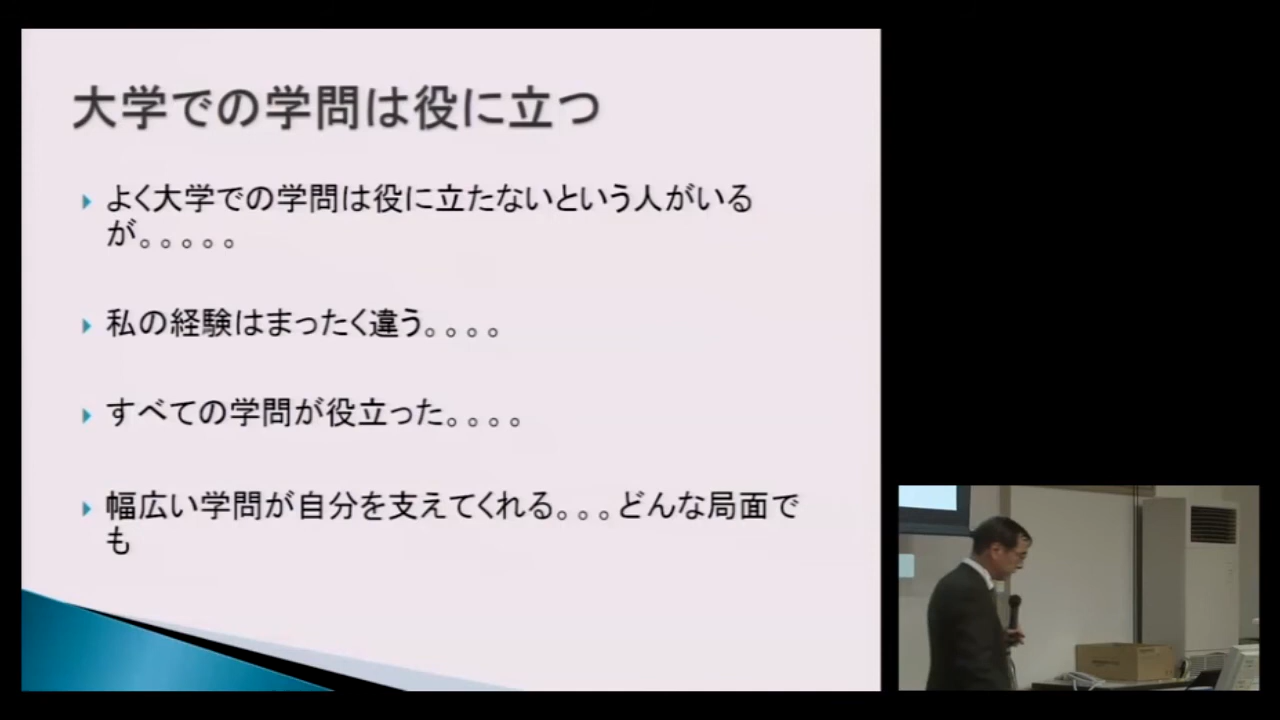 大学での学問は役に立つ
よく大学での学問は役に立たないという人がいる
が。。。。。
私の経験はまったく違う。。。。
すべての学問が役立った。。。。
幅広い学問が自分を支えてくれる。。。どんな局面で
も